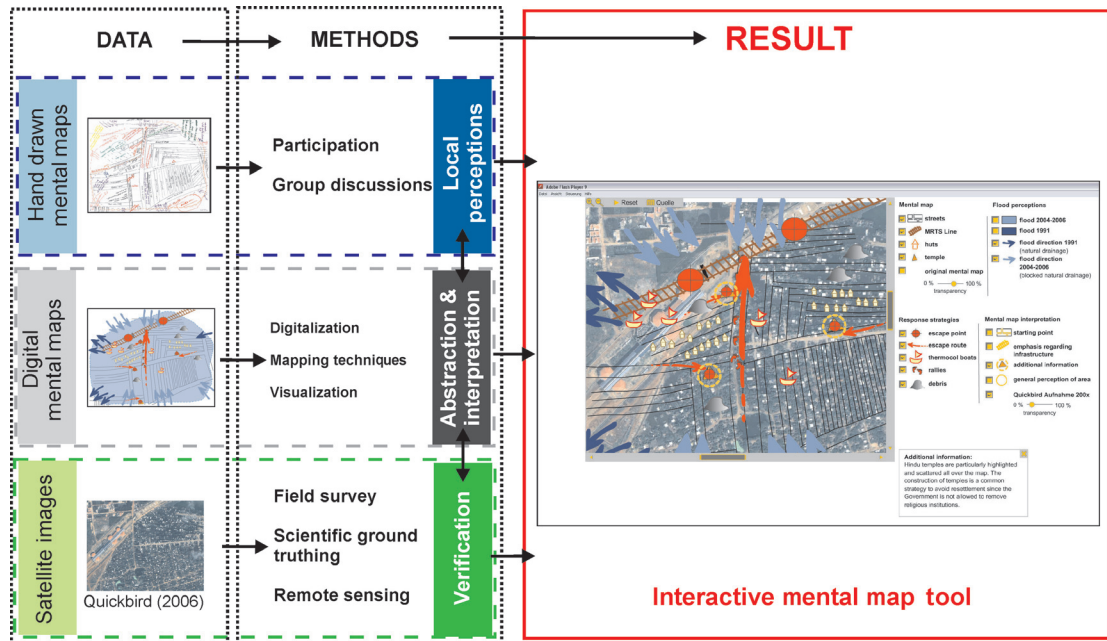 DATA
METHODS
RESULT
Hand drawn
mental maps
Participation
Group discussions
Local
perceptions
Digital
mental maps
Digitalization
Mapping techniques
Visualization
Abstraction &
interpretation
Satellite images
Quickbird (2006)
Field survey
Scientific ground
truthing
Remote sensing
Verification
Adobe Flash Player 9
Reset
Quelle
Mental map
streets
MRTS Line
huts
temple
original mental map
0 % 100 %
transparency
Flood perceptions
flood 2004-2006
flood 1991
flood direction 1991
(natural drainage)
flood direction
2004-2006
(blocked natural drainage)
Response strategies
escape point
escape route
thermocol boats
rallies
debris
Mental map interpretation
starting point
emphasis regarding
infrastructure
additional information
general perception of area
Quickbird Aufnahme 200x
0 % 100 %
transparency
Additional information:
Hindu temples are particularly highlighted
and scattered all over the map. The
construction of temples is a common
strategy to avoid resettlement since the
Government is not allowed to remove
religious institutions.
Interactive mental map tool